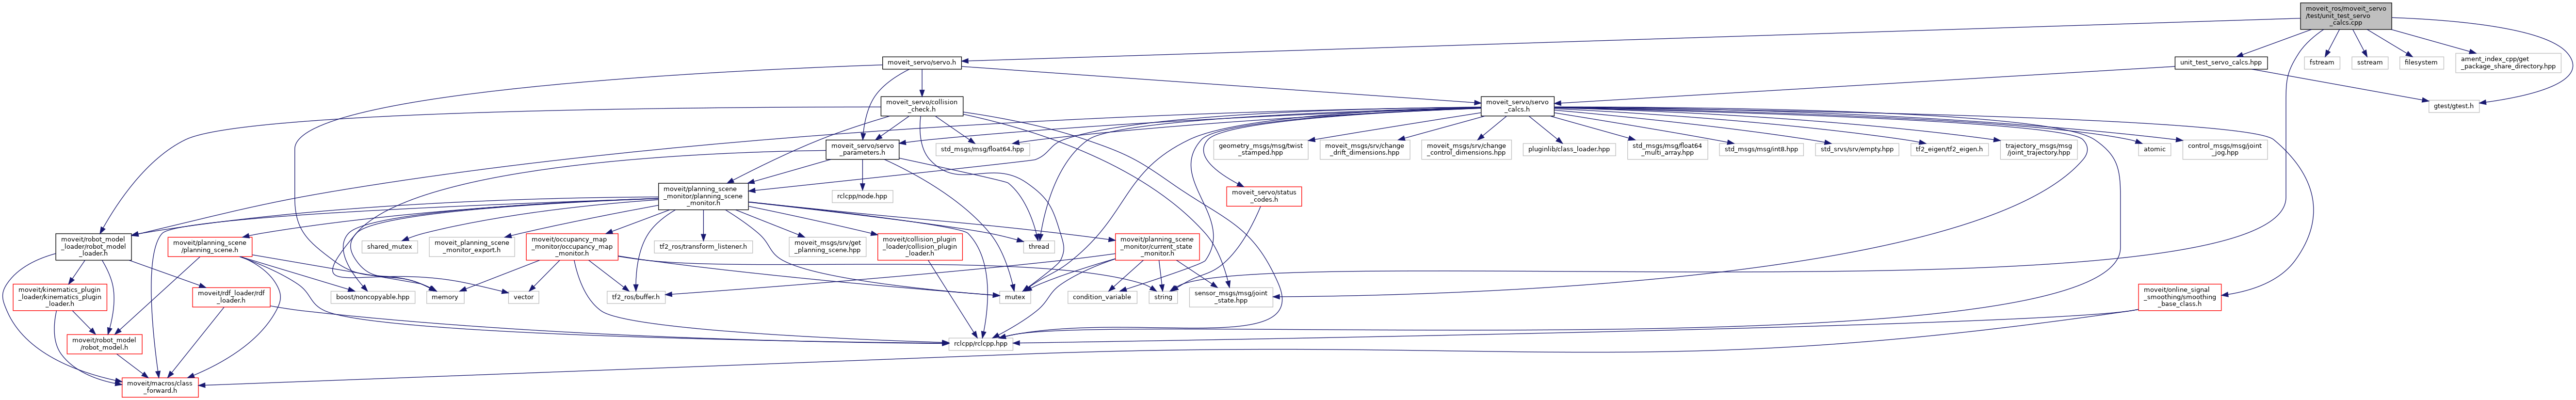 moveit_ros/moveit_servo
/test/unit_test_servo
_calcs.cpp
moveit_servo/servo.h
unit_test_servo_calcs.hpp
fstream
sstream
filesystem
ament_index_cpp/get
_package_share_directory.hpp
moveit_servo/collision
_check.h
moveit_servo/servo
_calcs.h
gtest/gtest.h
moveit_servo/servo
_parameters.h
std_msgs/msg/float64.hpp
geometry_msgs/msg/twist
_stamped.hpp
moveit_msgs/srv/change
_drift_dimensions.hpp
moveit_msgs/srv/change
_control_dimensions.hpp
pluginlib/class_loader.hpp
std_msgs/msg/float64
_multi_array.hpp
std_msgs/msg/int8.hpp
std_srvs/srv/empty.hpp
tf2_eigen/tf2_eigen.h
trajectory_msgs/msg
/joint_trajectory.hpp
atomic
control_msgs/msg/joint
_jog.hpp
moveit/planning_scene
_monitor/planning_scene
_monitor.h
rclcpp/node.hpp
moveit_servo/status
_codes.h
moveit/robot_model
_loader/robot_model
_loader.h
moveit/planning_scene
/planning_scene.h
shared_mutex
moveit_planning_scene
_monitor_export.h
moveit/occupancy_map
_monitor/occupancy_map
_monitor.h
tf2_ros/transform_listener.h
moveit_msgs/srv/get
_planning_scene.hpp
moveit/collision_plugin
_loader/collision_plugin
_loader.h
thread
moveit/planning_scene
_monitor/current_state
_monitor.h
moveit/kinematics_plugin
_loader/kinematics_plugin
_loader.h
moveit/rdf_loader/rdf
_loader.h
boost/noncopyable.hpp
memory
vector
tf2_ros/buffer.h
mutex
condition_variable
string
sensor_msgs/msg/joint
_state.hpp
moveit/online_signal
_smoothing/smoothing
_base_class.h
moveit/robot_model
/robot_model.h
rclcpp/rclcpp.hpp
moveit/macros/class
_forward.h